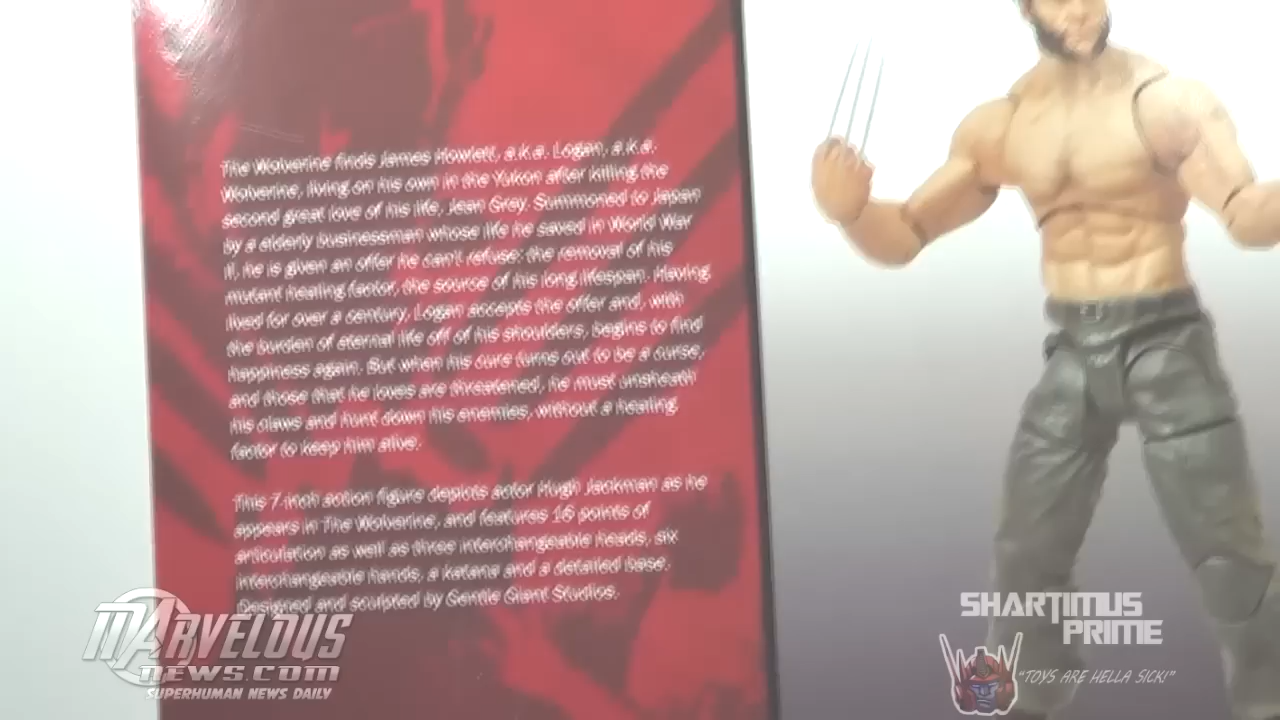 The Wolverine finds James Howlett, a.k.a. Logan, a.k.a.
Wolverine, living on his own in the Yukon after killing the
second great love of his life, Jean Grey. Summoned to Japan
by a elderly businessman whose life he saved in World War
II, he is given an offer he can't refuse: the removal of his
mutant healing factor, the source of his long lifespan. Having
lived for over a century, Logan accepts the offer and, with
the burden of eternal life off of his shoulders, begins to find
happiness again. But when his cure turns out to be a curse,
and those that he loves are threatened, he must unsheath
his claws and hunt down his enemies, without a healing
factor to keep him alive.
This 7-inch action figure depicts actor Hugh Jackman as he
appears in The Wolverine, and features 16 points of
articulation as well as three interchangeable heads, six
interchangeable hands, a katana and a detailed base.
Designed and sculpted by Gentle Giant Studios.
MARVELOUS
NEWS.COM
SUPERHUMAN NEWS DAILY
SHARTIMUS
PRIME
"TOYS ARE HELLA SICK!"